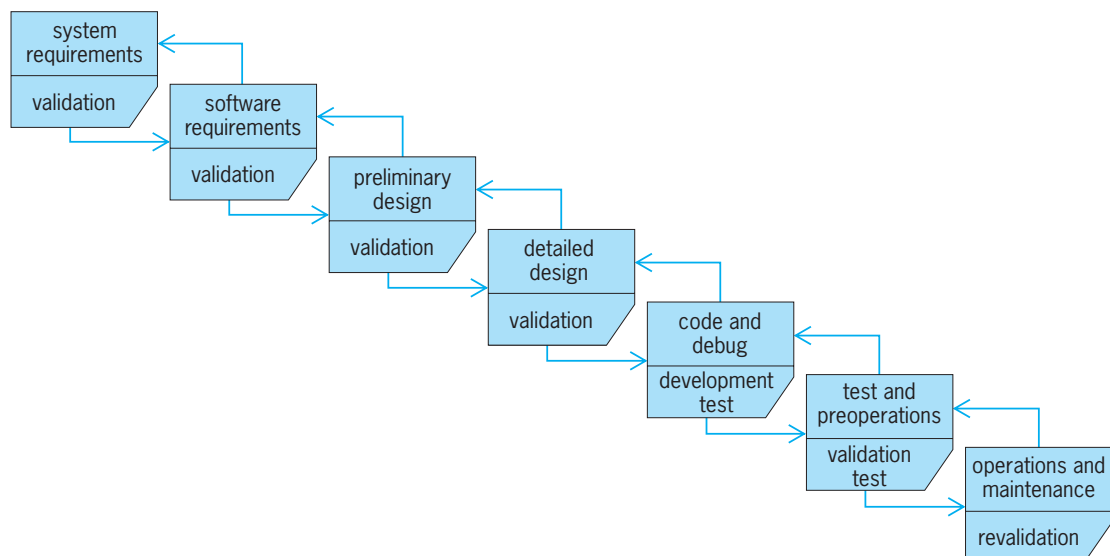 system
requirements
validation
software
requirements
validation
preliminary
design
validation
detailed
design
validation
code and
debug
development
test
test and
preoperations
validation
test
operations and
maintenance
revalidation